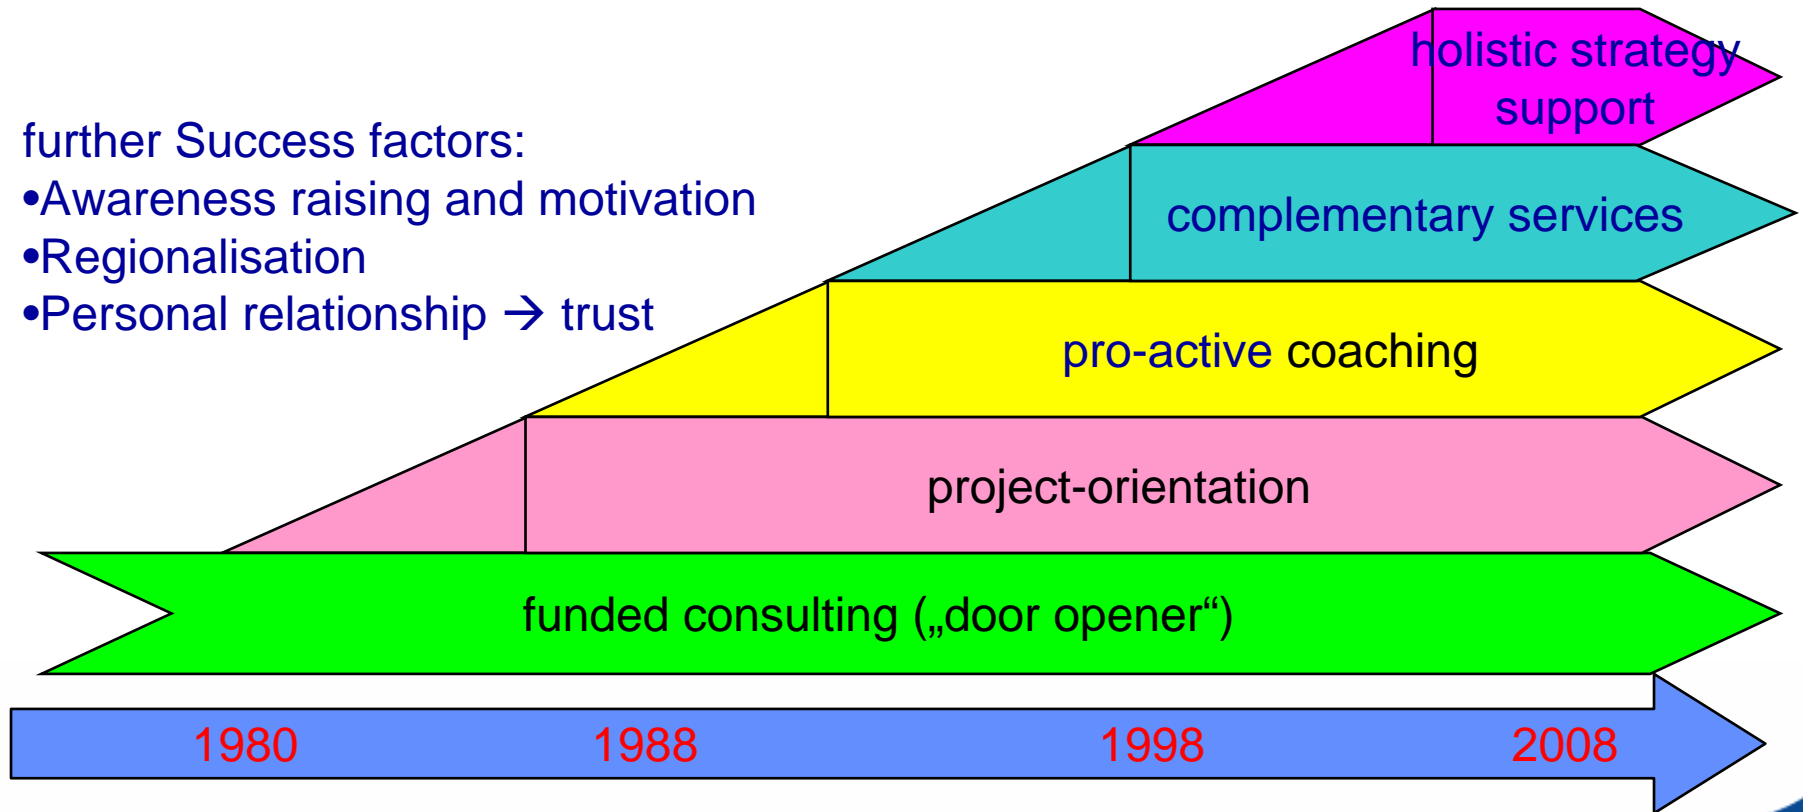 holistic strategy
support
further Success factors:
•Awareness raising and motivation
•Regionalisation
•Personal relationship → trust
complementary services
pro-active coaching
project-orientation
funded consulting („door opener“)
1980 1988 1998 2008